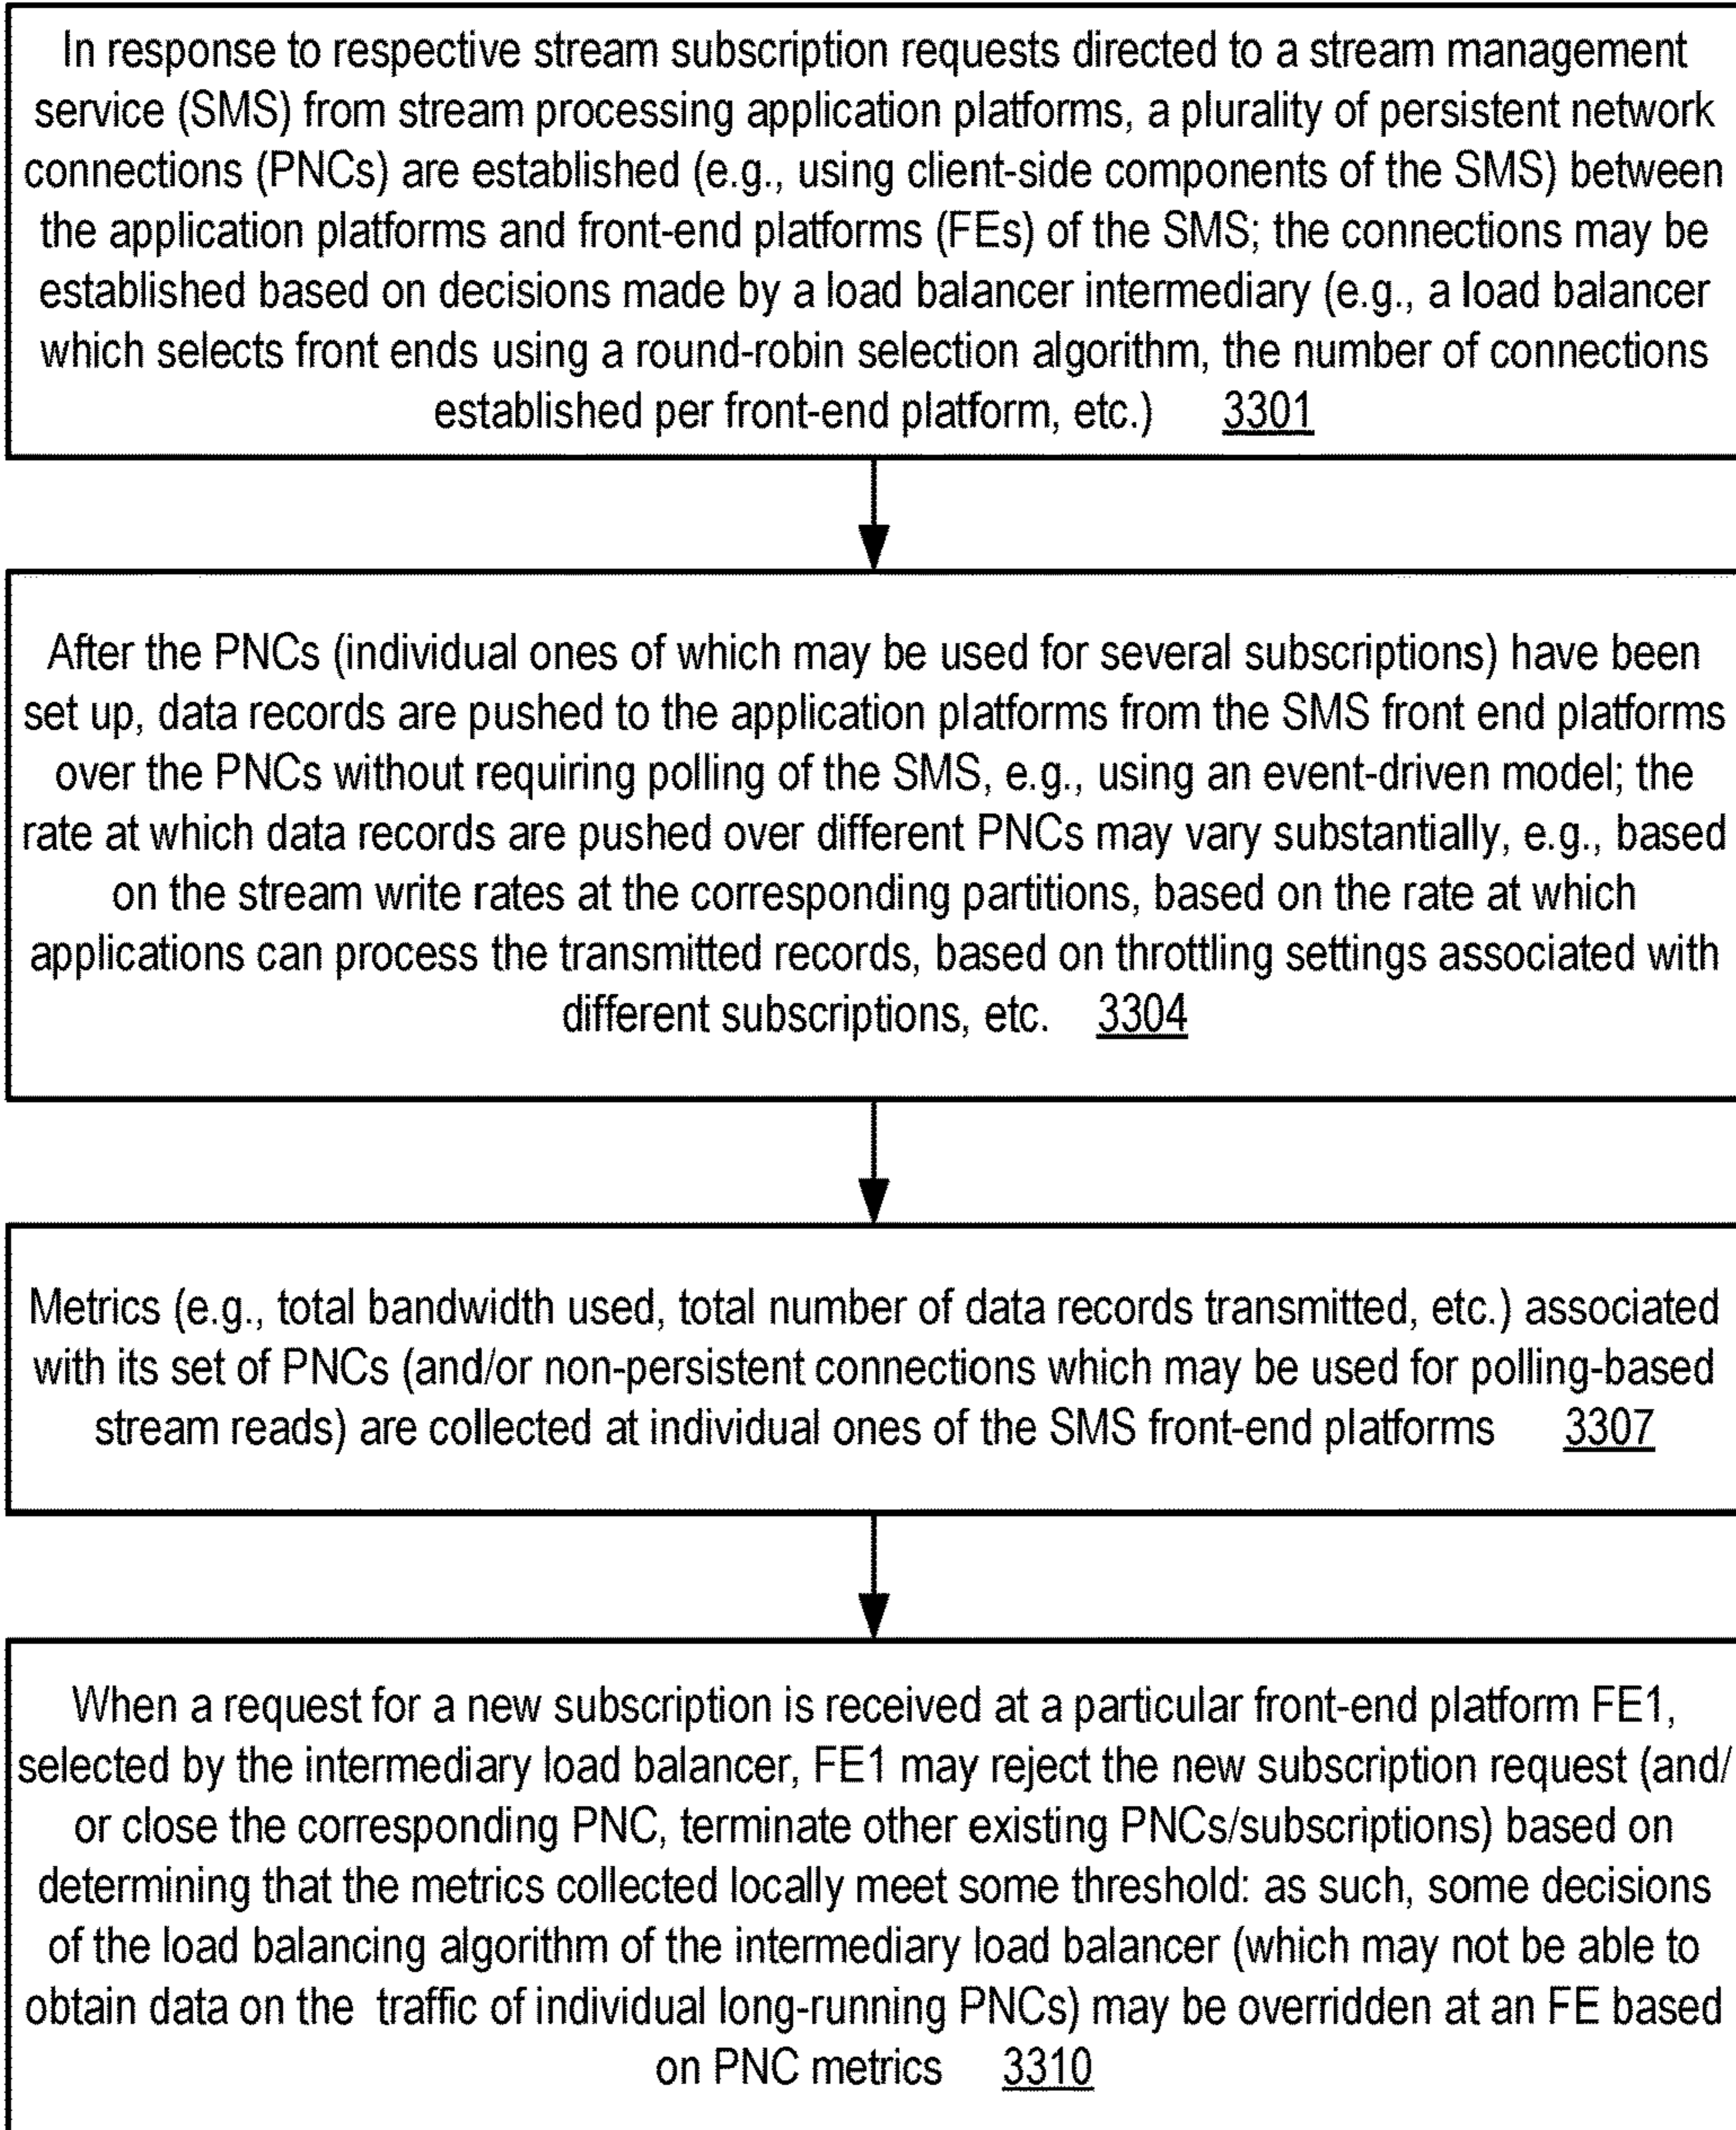 In response to respective stream subscription requests directed to a stream management
service (SMS) from stream processing application platforms, a plurality of persistent network
connections (PNCs) are established (e.g., using client-side components of the SMS) between
the application platforms and front-end platforms (FEs) of the SMS; the connections may be
established based on decisions made by a load balancer intermediary (e.g., a load balancer
which selects front ends using a round-robin selection algorithm, the number of connections
established per front-end platform, etc.) 3301
After the PNCs (individual ones of which may be used for several subscriptions) have been
set up, data records are pushed to the application platforms from the SMS front end platforms
over the PNCs without requiring polling of the SMS, e.g., using an event-driven model; the
rate at which data records are pushed over different PNCs may vary substantially, e.g., based
on the stream write rates at the corresponding partitions, based on the rate at which
applications can process the transmitted records, based on throttling settings associated with
different subscriptions, etc. 3304
Metrics (e.g., total bandwidth used, total number of data records transmitted, etc.) associated
with its set of PNCs (and/or non-persistent connections which may be used for polling-based
stream reads) are collected at individual ones of the SMS front-end platforms 3307
When a request for a new subscription is received at a particular front-end platform FE1,
selected by the intermediary load balancer, FE1 may reject the new subscription request (and/
or close the corresponding PNC, terminate other existing PNCs/subscriptions) based on
determining that the metrics collected locally meet some threshold: as such, some decisions
of the load balancing algorithm of the intermediary load balancer (which may not be able to
obtain data on the traffic of individual long-running PNCs) may be overridden at an FE based
on PNC metrics 3310